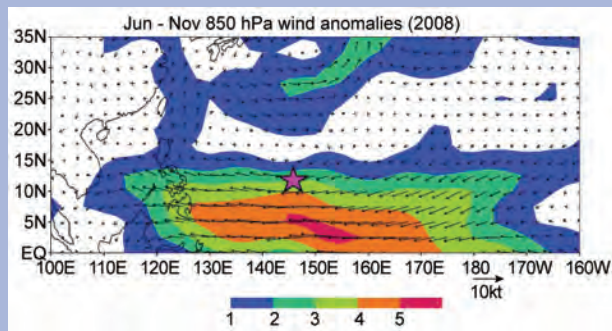 Jun - Nov 850 hPa wind anomalies (2008)
35N
30N
25N
20N
15N
10N
5N
EQ
100E 110E 120E 130E 140E 150E 160E 170E 180 170W 160W
10kt
1 2 3 4 5